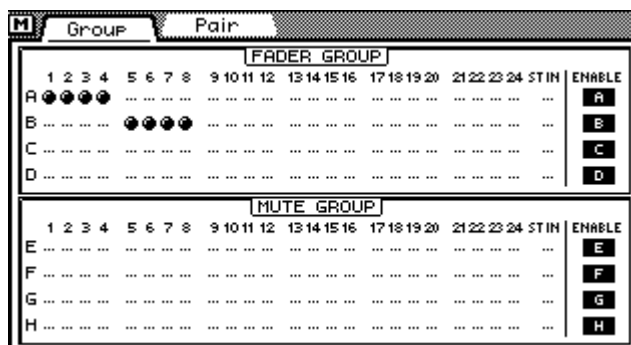 M Group Pair
FADER GROUP
1 2 3 4 5 6 7 8 9 10 11 12 13 14 15 16 17 18 19 20 21 22 23 24 ST IN ENABLE
A A
B B
C C
D D
MUTE GROUP
1 2 3 4 5 6 7 8 9 10 11 12 13 14 15 16 17 18 19 20 21 22 23 24 ST IN ENABLE
E E
F F
G G
H H